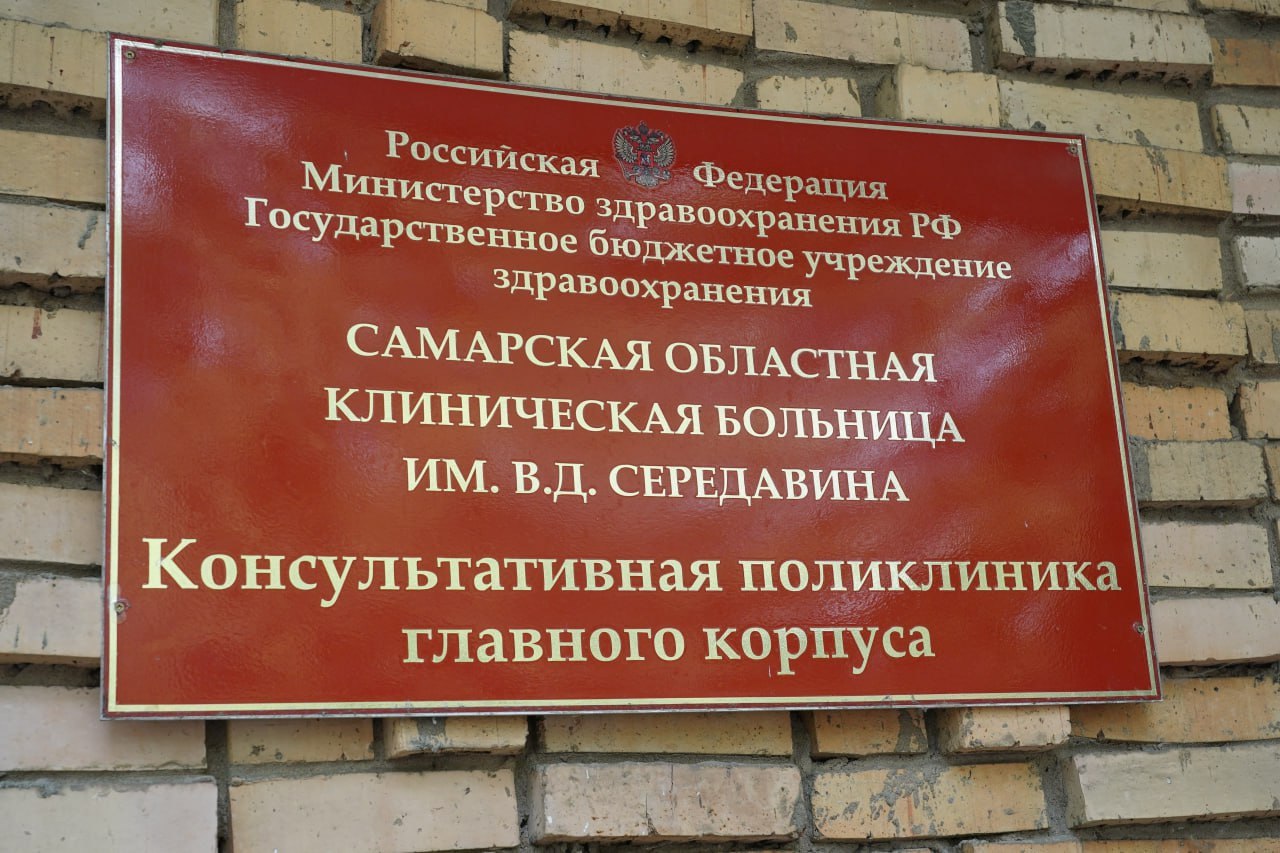 Российская Федерация
Министерство здравоохранения РФ
Государственное бюджетное учреждение
здравоохранения
САМАРСКАЯ ОБЛАСТНАЯ
КЛИНИЧЕСКАЯ БОЛЬНИЦА
ИМ. В.Д. СЕРЕДАВИНА
Консультативная поликлиника
главного корпуса